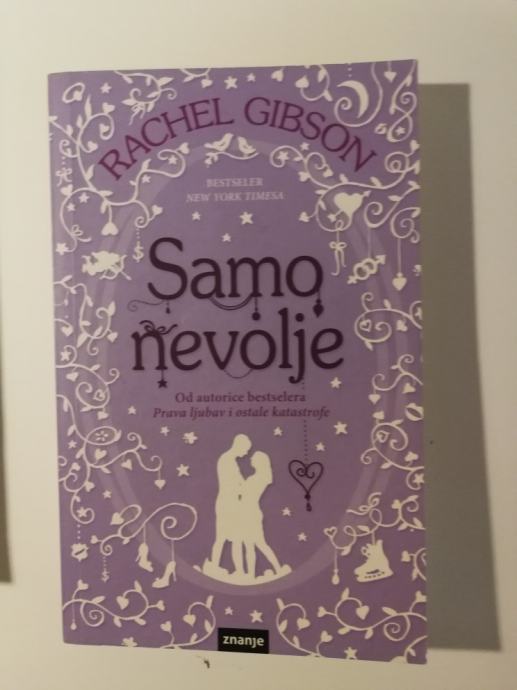 RACHEL GIBSON
BESTSELER
NEW YORK TIMESA
Samo
nevolje
Od autorice bestselera
Prava ljubav i ostale katastrofe
znanje